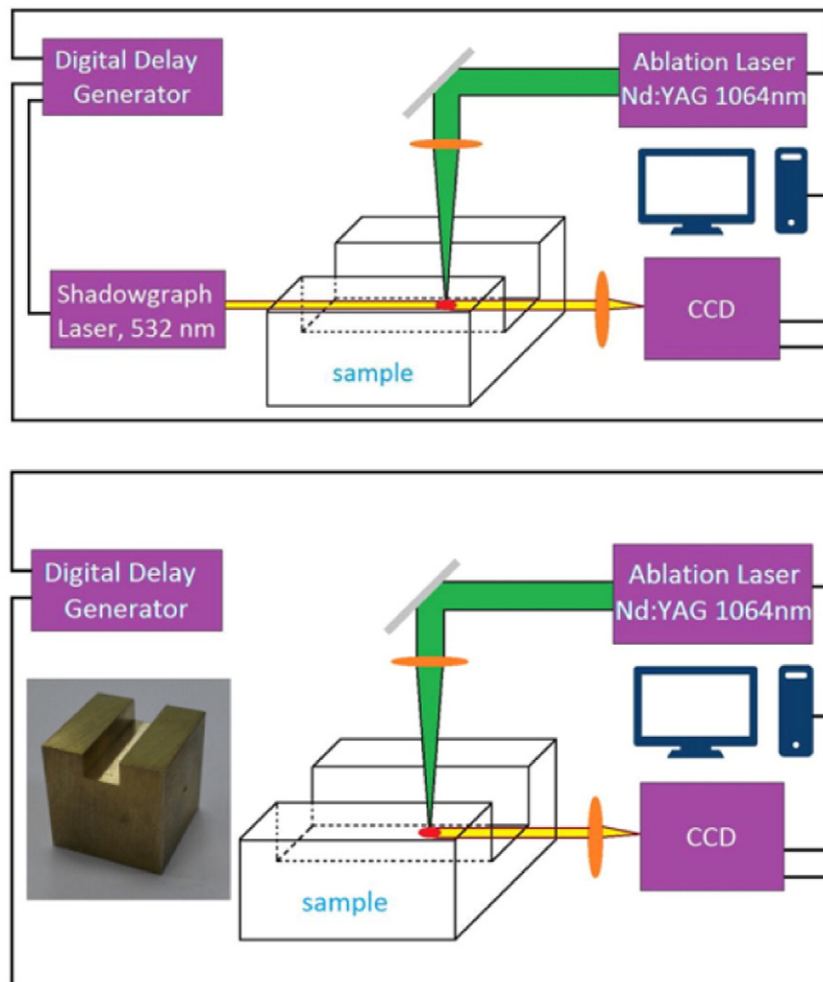 Digital Delay
Generator
Ablation Laser
Nd:YAG 1064nm
Shadowgraph
Laser, 532 nm
CCD
sample
Digital Delay
Generator
Ablation Laser
Nd:YAG 1064nm
CCD
sample